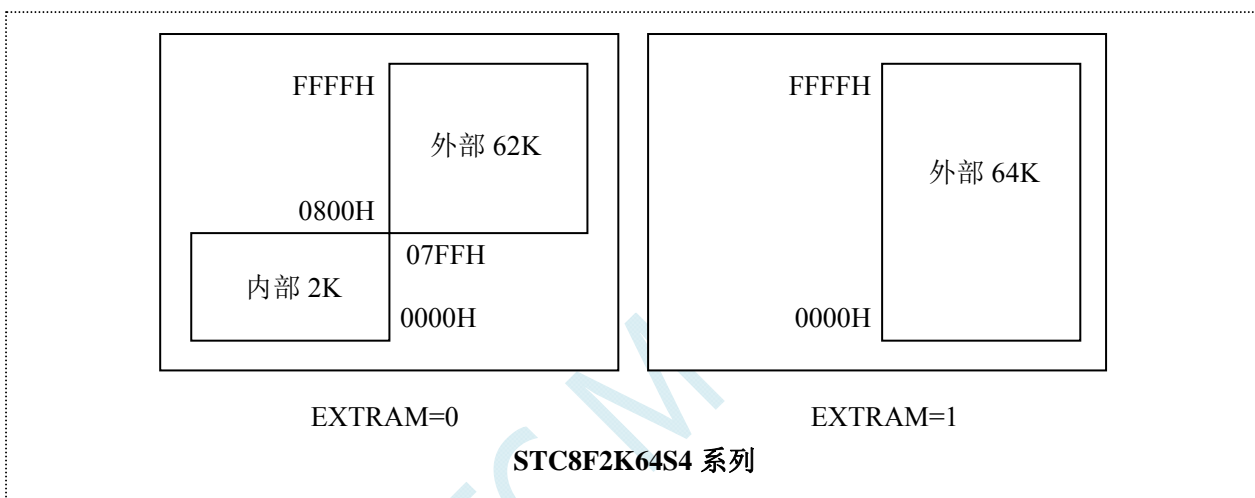 FFFFH
外部 62K
0800H
07FFH
内部 2K
0000H
EXTRAM=0
FFFFH
外部 64K
0000H
EXTRAM=1
STC8F2K64S4 系列